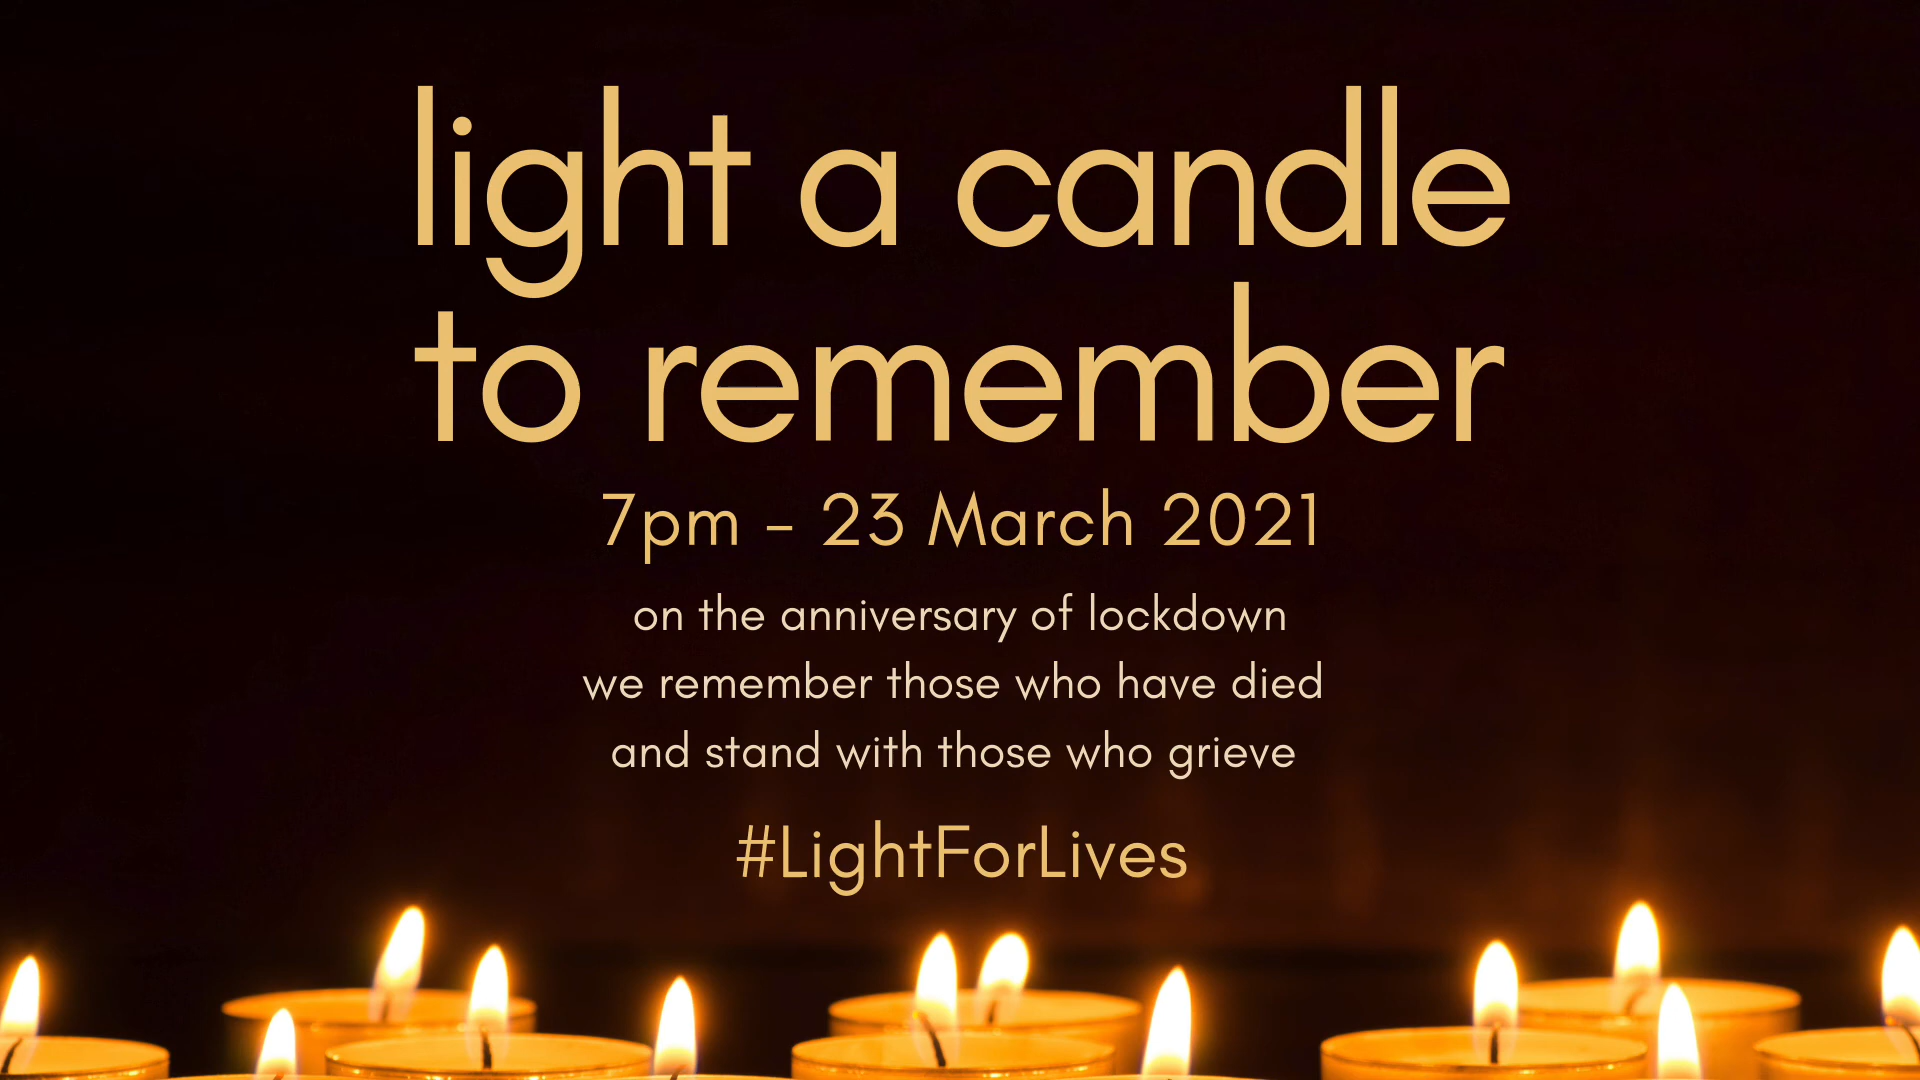 light a candle
to remember
7pm - 23 March 2021
on the anniversary of lockdown
we remember those who have died
and stand with those who grieve
#LightForLives